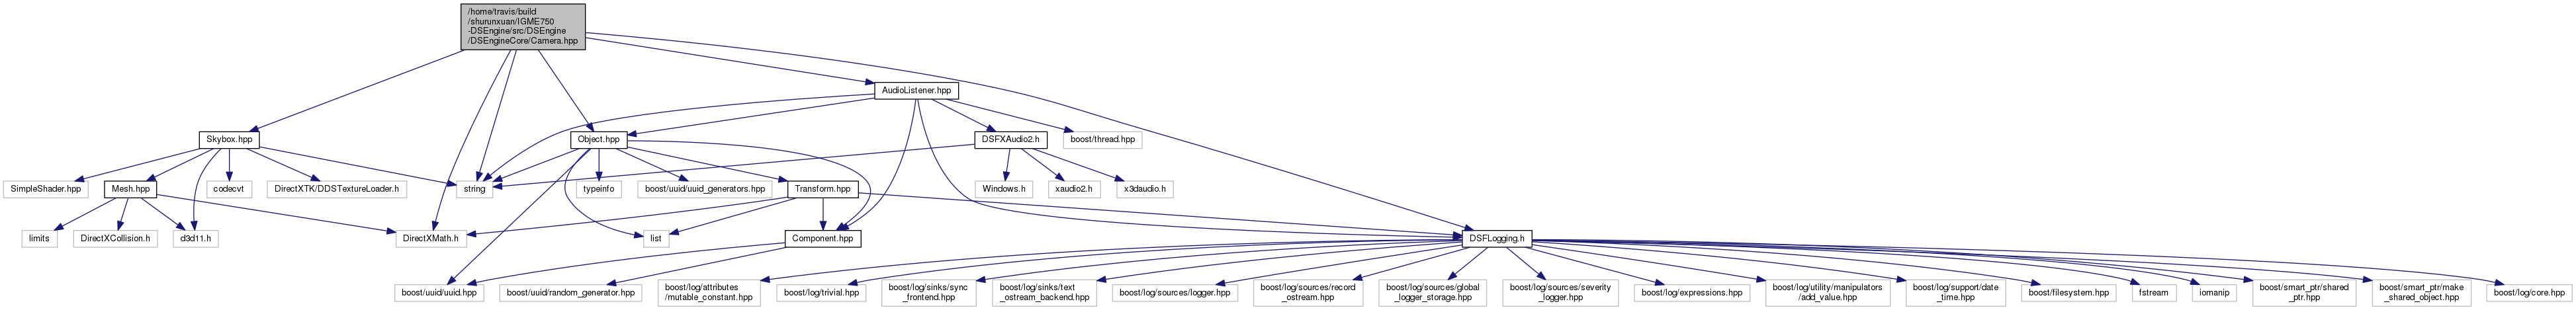 /home/travis/build
/shurunxuan/IGME750
-DSEngine/src/DSEngine
/DSEngineCore/Camera.hpp
AudioListener.hpp
Skybox.hpp
Object.hpp
DSFXAudio2.h
boost/thread.hpp
SimpleShader.hpp
Mesh.hpp
codecvt
DirectXTK/DDSTextureLoader.h
string
typeinfo
boost/uuid/uuid_generators.hpp
Transform.hpp
Windows.h
xaudio2.h
x3daudio.h
limits
DirectXCollision.h
d3d11.h
DirectXMath.h
list
Component.hpp
DSFLogging.h
boost/uuid/uuid.hpp
boost/uuid/random_generator.hpp
boost/log/attributes
/mutable_constant.hpp
boost/log/trivial.hpp
boost/log/sinks/sync
_frontend.hpp
boost/log/sinks/text
_ostream_backend.hpp
boost/log/sources/logger.hpp
boost/log/sources/record
_ostream.hpp
boost/log/sources/global
_logger_storage.hpp
boost/log/sources/severity
_logger.hpp
boost/log/expressions.hpp
boost/log/utility/manipulators
/add_value.hpp
boost/log/support/date
_time.hpp
boost/filesystem.hpp
fstream
iomanip
boost/smart_ptr/shared
_ptr.hpp
boost/smart_ptr/make
_shared_object.hpp
boost/log/core.hpp